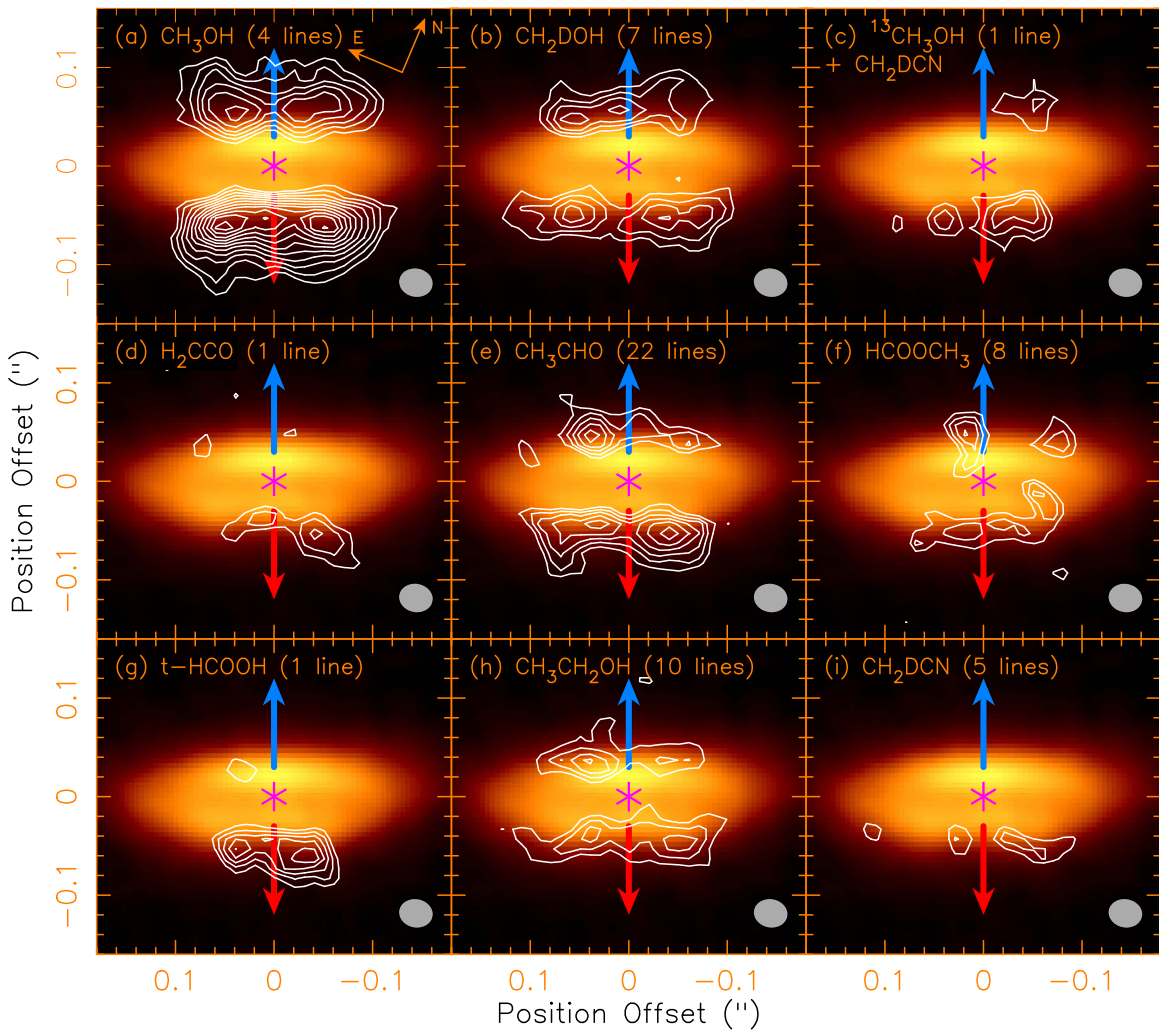 (a) CH₃OH (4 lines) E N
(b) CH₂DOH (7 lines)
(c) ¹³CH₃OH (1 line)
+ CH₂DCN
0.1
0
−0.1
(d) H₂CCO (1 line)
(e) CH₃CHO (22 lines)
(f) HCOOCH₃ (8 lines)
0.1
0
−0.1
Position Offset (")
(g) t−HCOOH (1 line)
(h) CH₃CH₂OH (10 lines)
(i) CH₂DCN (5 lines)
0.1
0
−0.1
0.1 0 −0.1 0.1 0 −0.1 0.1 0 −0.1
Position Offset (")